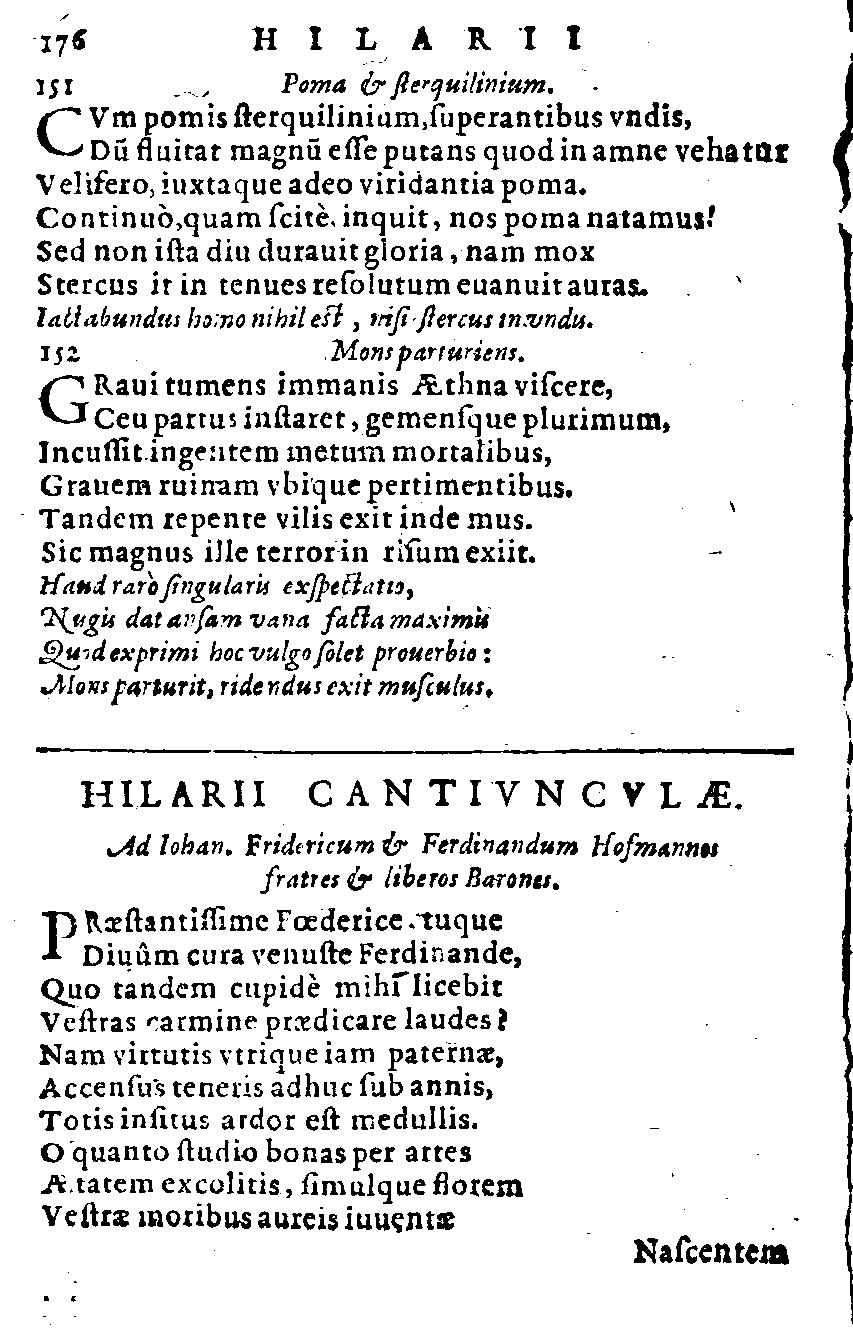 176 HILARII
151 Poma & ſterquilinium.
CVm pomis ſterquilinium,ſuperantibus vndis,
Dū fluitat magnū eſſe putans quod in amne vehatur
Velifero, iuxtaque adeo viridantia poma.
Continuò,quam ſcitè, inquit, nos poma natamus!
Sed non iſta diu durauit gloria, nam mox
Stercus it in tenues reſolutum euanuit auras.
Iactabundus homo nihil eſt, niſi ſtercus in vndu.
152 Mons parturiens.
GRaui tumens immanis Æthna viſcere,
Ceu partus inſtaret, gemenſque plurimum,
Incuſſit ingentem metum mortalibus,
Grauem ruinam vbique pertimentibus.
Tandem repente vilis exit inde mus.
Sic magnus ille terror in riſum exiit.
Haud rarò ſingularis exſpectatio,
Nugis dat anſam vana facta maximis
Quod exprimi hoc vulgo ſolet prouerbio:
Mons parturit, ridendus exit muſculus.
HILARII CANTIVNCVLÆ.
Ad Iohan. Fridericum & Ferdinandum Hofmannos
fratres & liberos Barones.
PRæſtantiſſime Fœderice, tuque
Diuûm cura venuſte Ferdinande,
Quo tandem cupidè mihi licebit
Veſtras carmine prædicare laudes?
Nam virtutis vtrique iam paternæ,
Accenſus teneris adhuc ſub annis,
Totis inſitus ardor eſt medullis.
O quanto ſtudio bonas per artes
Ætatem excolitis, ſimulque florem
Veſtræ moribus aureis iuuentæ
Naſcentem